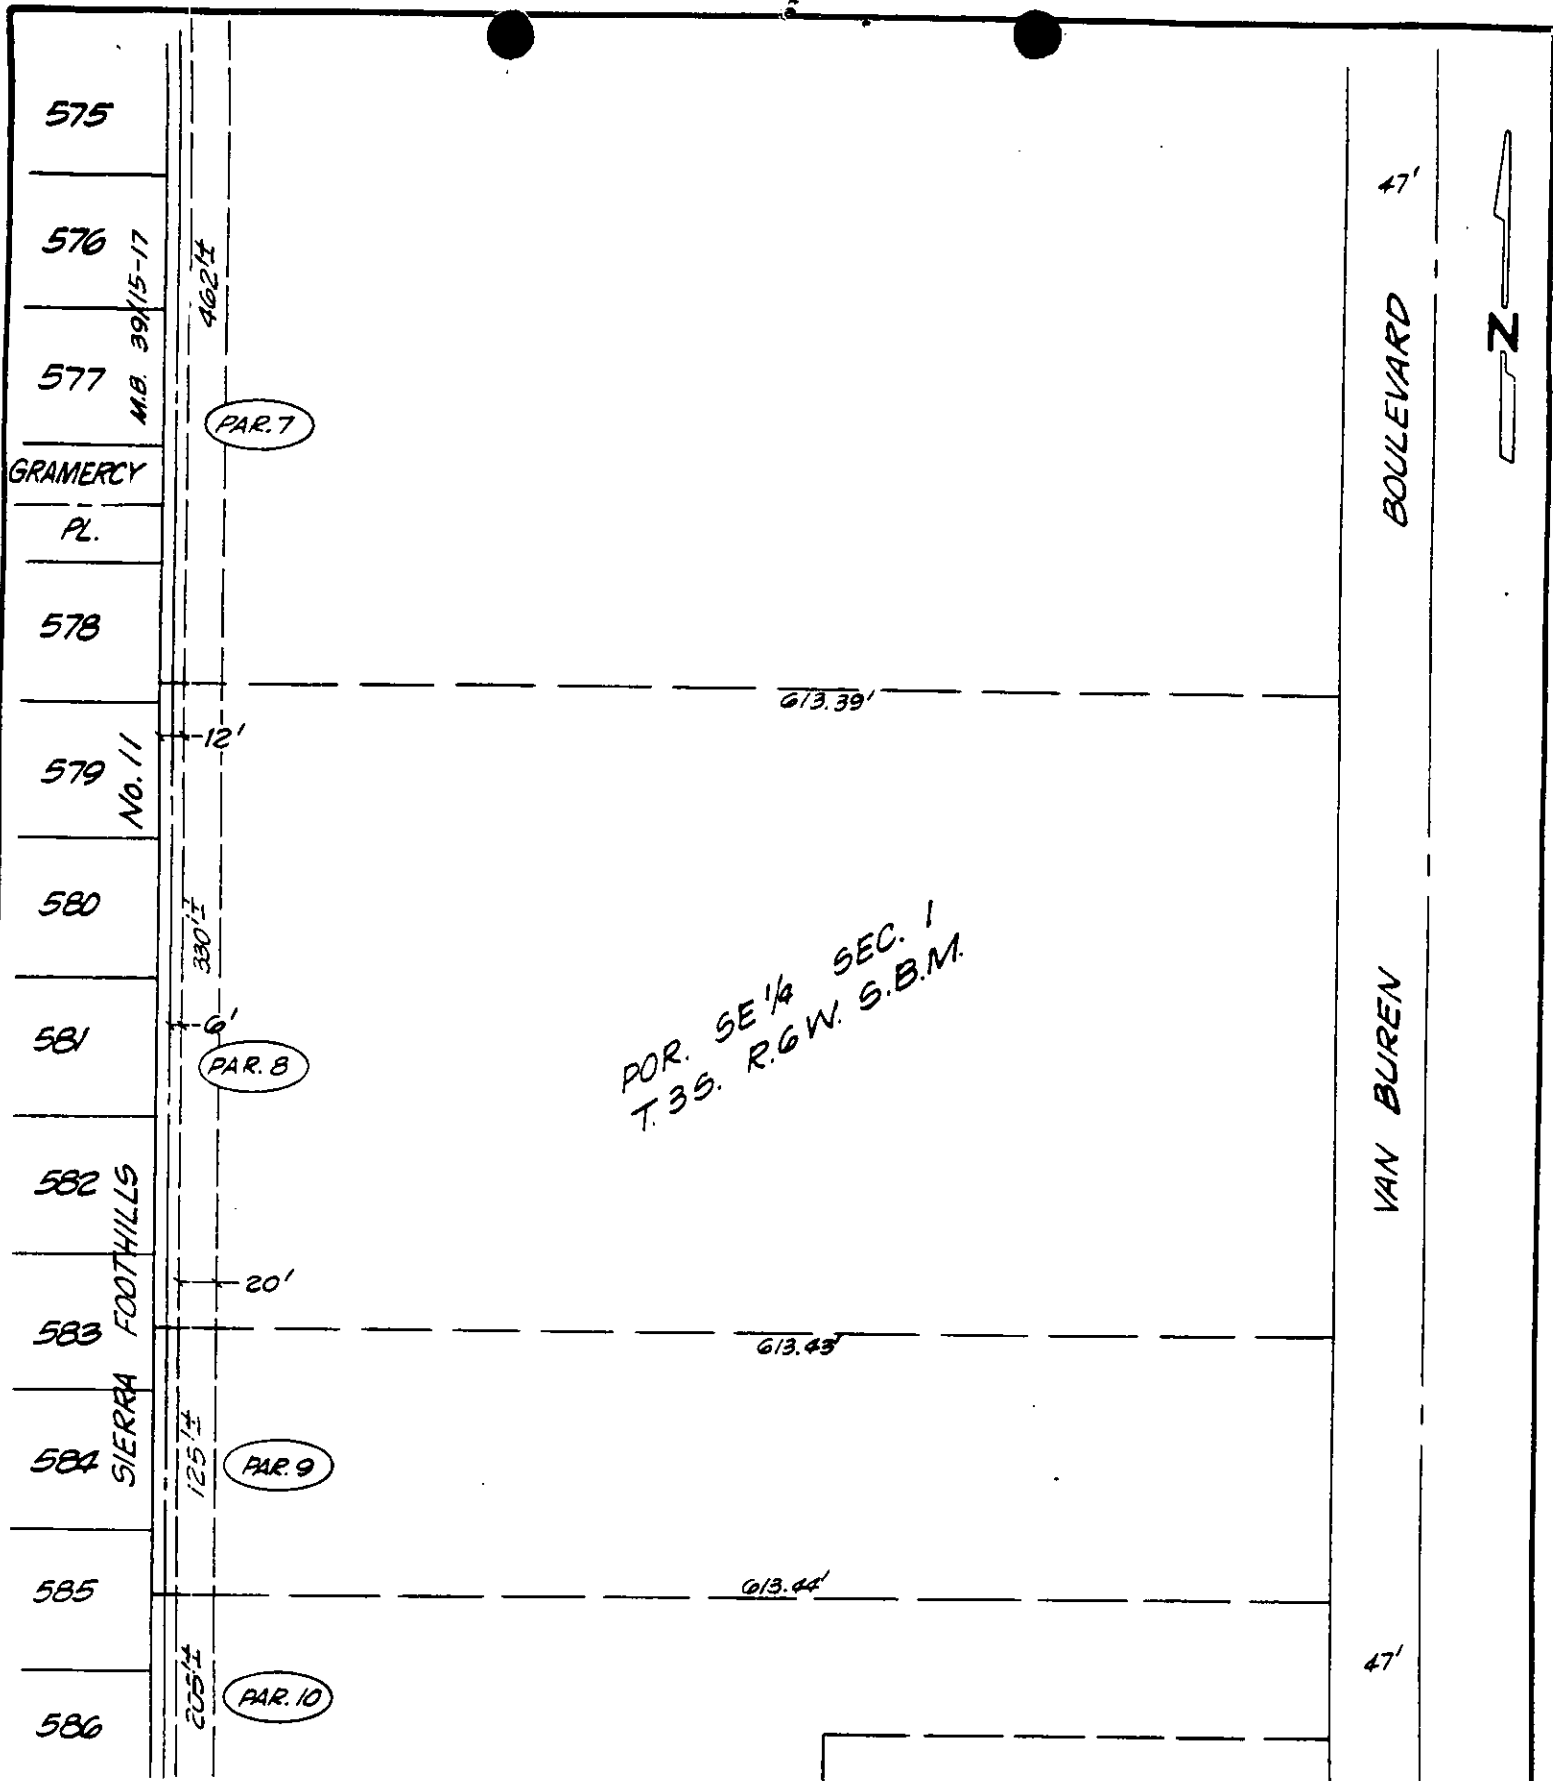 575
576
577
M.B. 39/15-17
GRAMERCY
PL.
578
579
No. 11
580
581
582
583
584
585
586
SIERRA FOOTHILLS
462'±
PAR. 7
12'
330'±
6'
PAR. 8
20'
125'±
PAR. 9
205'±
PAR. 10
613.39'
POR. SE 1/4 SEC. 1
T. 3S. R.6W. S.B.M.
613.43'
613.44'
47'
VAN BUREN BOULEVARD
47'
N